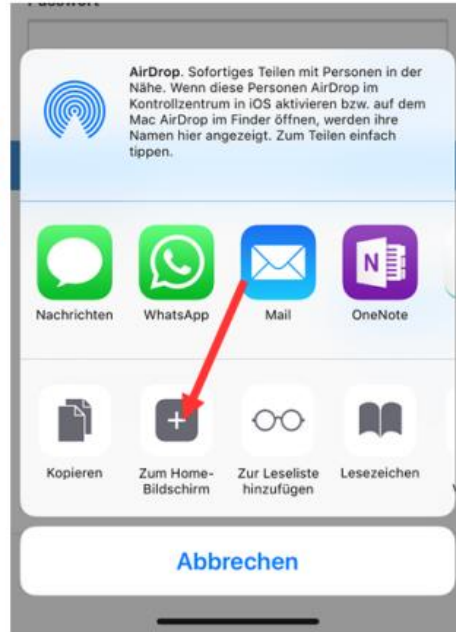 AirDrop. Sofortiges Teilen mit Personen in der
Nähe. Wenn diese Personen AirDrop im
Kontrollzentrum in iOS aktivieren bzw. auf dem
Mac AirDrop im Finder öffnen, werden ihre
Namen hier angezeigt. Zum Teilen einfach
tippen.
Nachrichten
WhatsApp
Mail
OneNote
Kopieren
Zum Home-
Bildschirm
Zur Leseliste
hinzufügen
Lesezeichen
Abbrechen